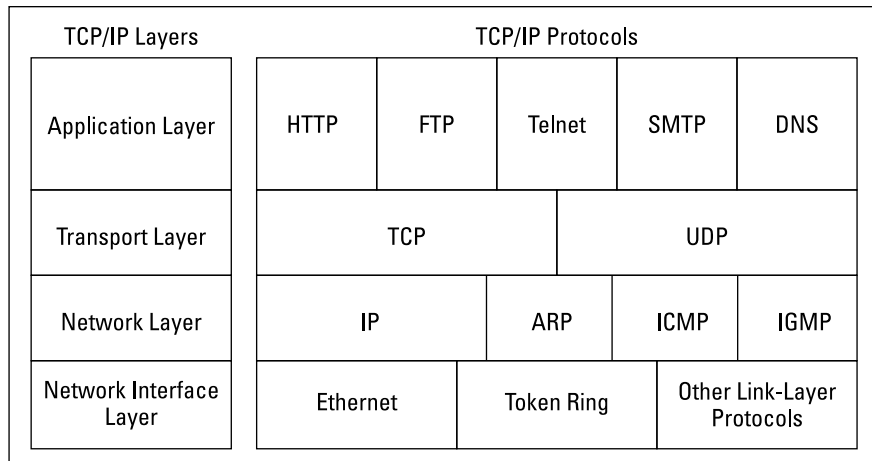 TCP/IP Layers
TCP/IP Protocols
Application Layer
HTTP
FTP
Telnet
SMTP
DNS
Transport Layer
TCP
UDP
Network Layer
IP
ARP
ICMP
IGMP
Network Interface
Layer
Ethernet
Token Ring
Other Link-Layer
Protocols